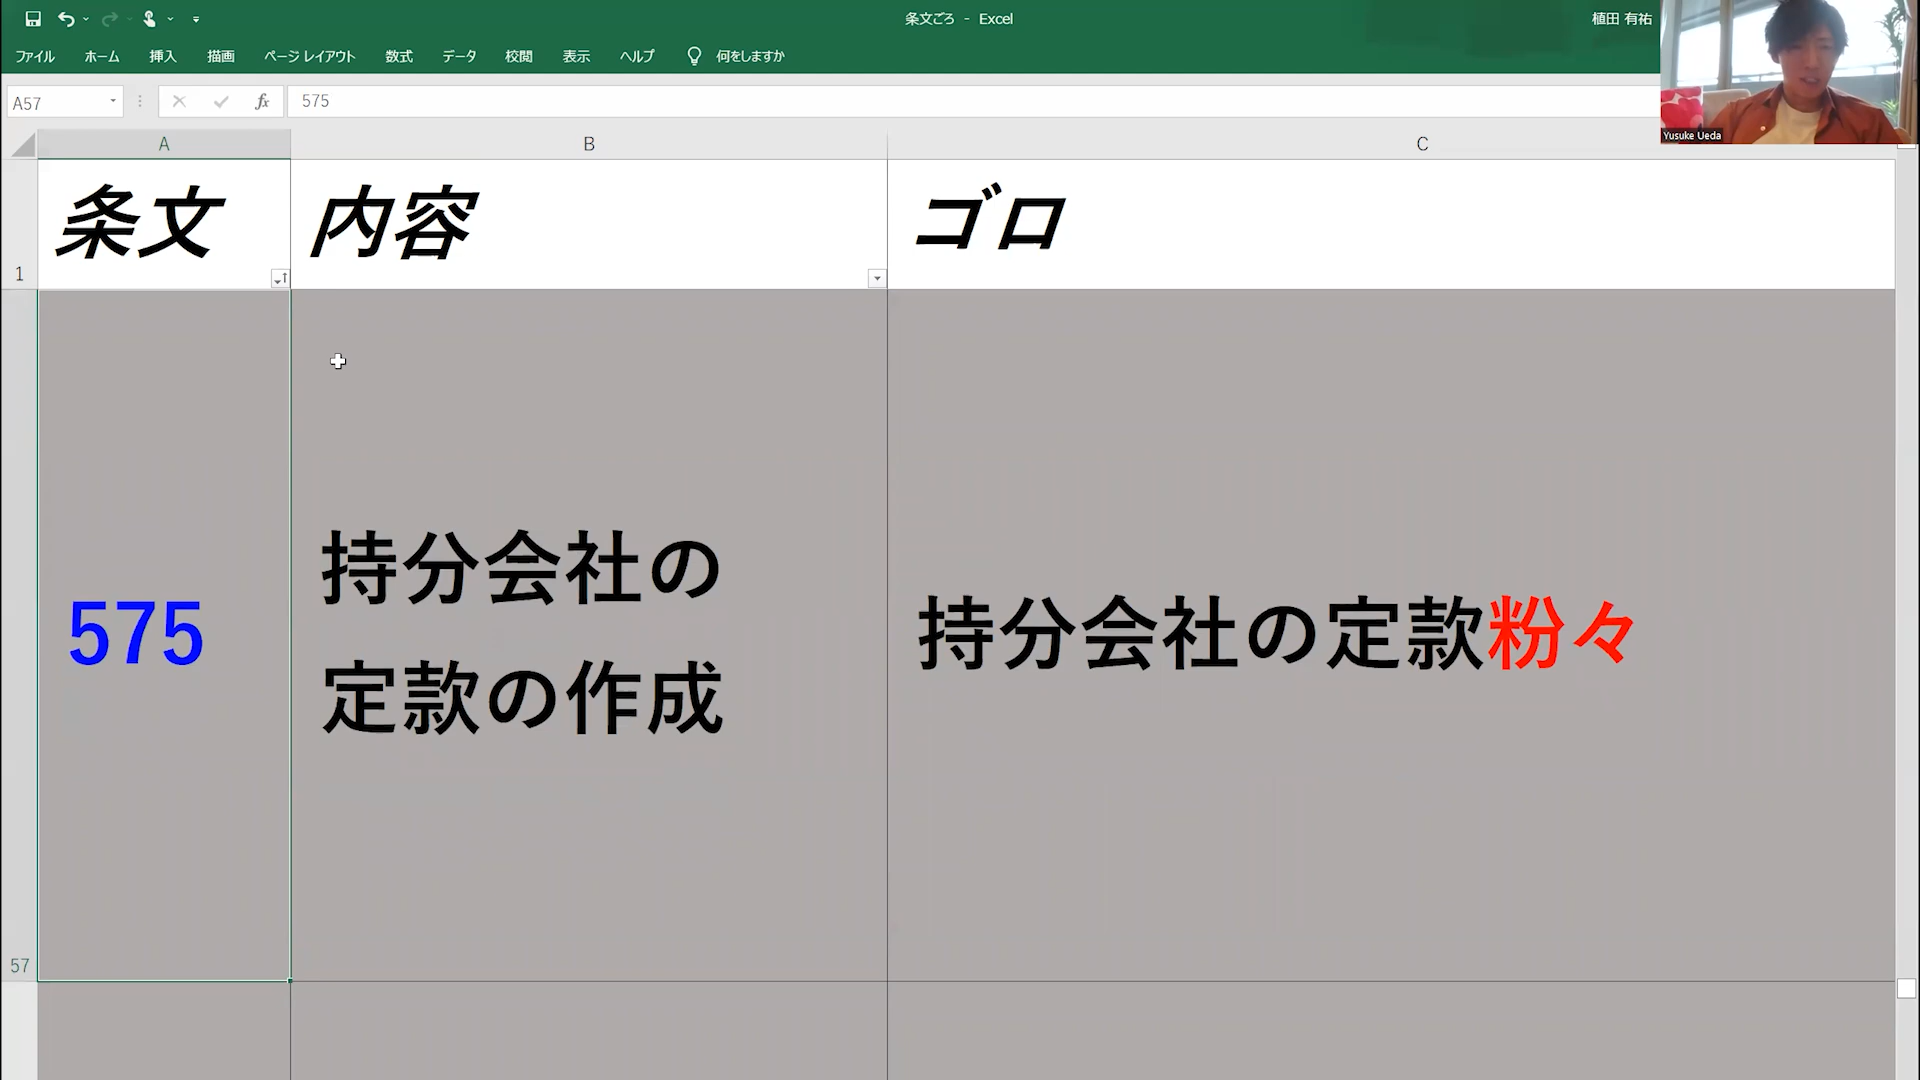 条文ごろ - Excel
植田 有祐
ファイル ホーム 挿入 描画 ページ レイアウト 数式 データ 校閲 表示 ヘルプ 何をしますか
A57 fx 575
Yusuke Ueda
A B C
1 条文 内容 ゴロ
57 575
持分会社の
定款の作成
持分会社の定款粉々